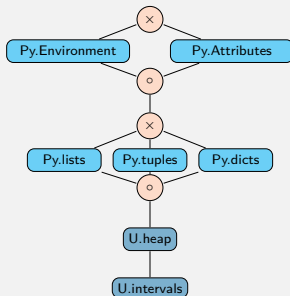 ×
Py.Environment Py.Attributes
∘
×
Py.lists Py.tuples Py.dicts
∘
U.heap
U.intervals